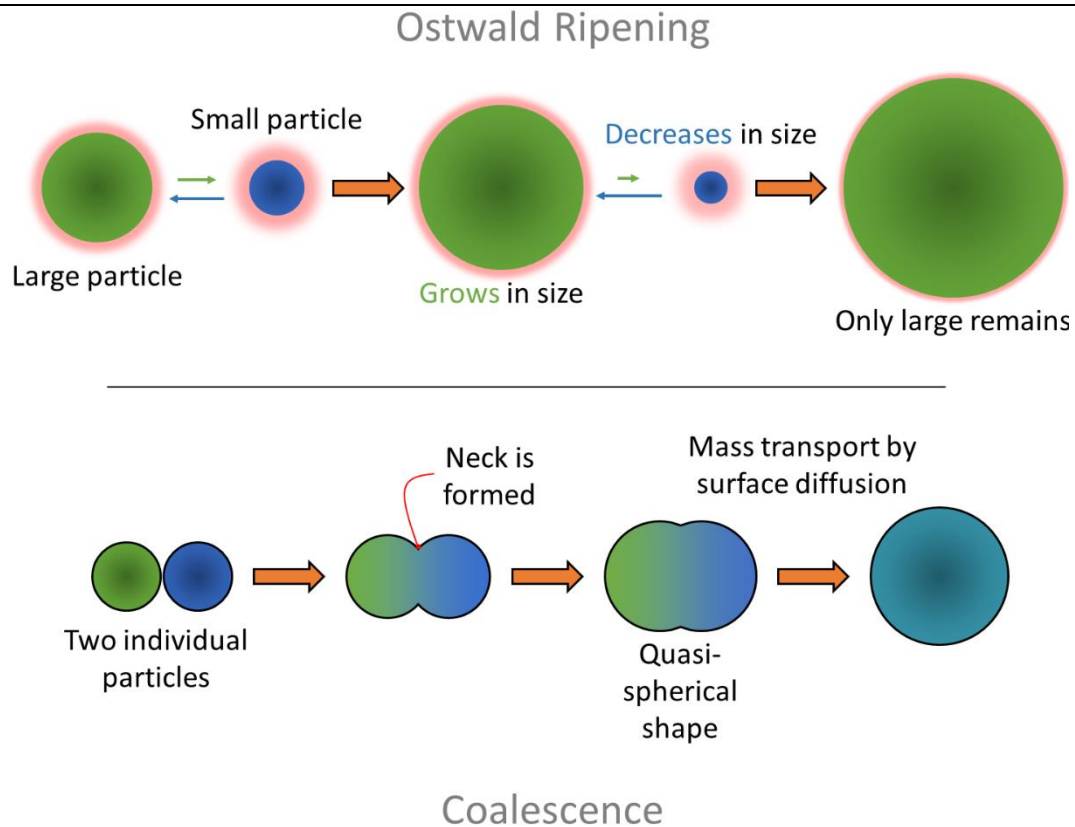 Ostwald Ripening
Small particle
Decreases in size
Large particle
Grows in size
Only large remains
Neck is
formed
Mass transport by
surface diffusion
Two individual
particles
Quasi-
spherical
shape
Coalescence